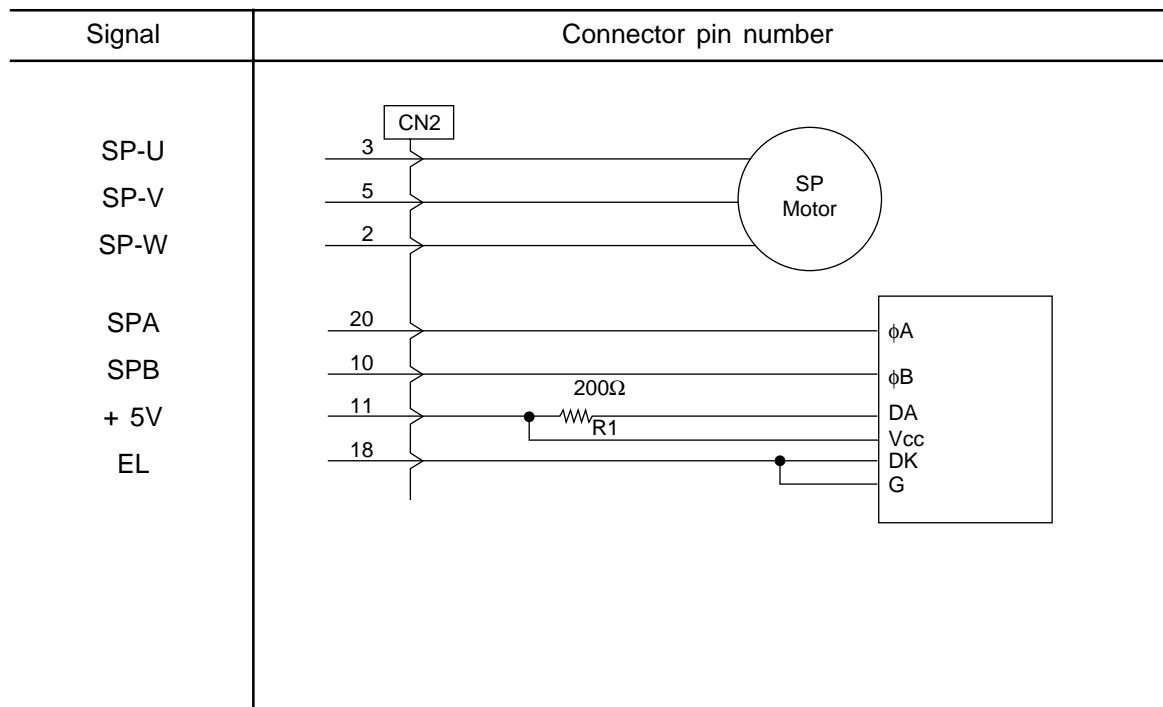 Signal Connector pin number
CN2
SP-U 3
SP-V 5
SP-W 2
SP
Motor
SPA 20 φA
SPB 10 φB
200Ω
+ 5V 11 DA
R1
Vcc
EL 18 DK
G